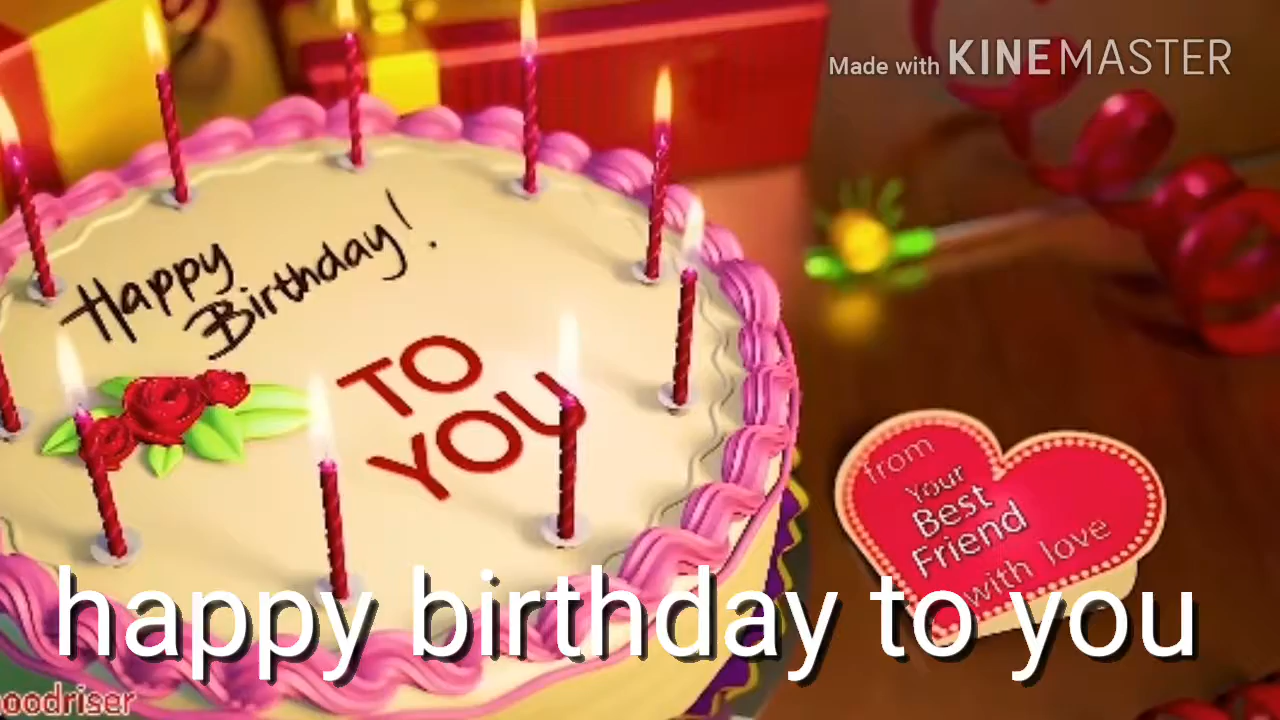 Made with KINEMASTER
Happy
Birthday!
TO
YOU
from
Your
Best
Friend
with love
happy birthday to you